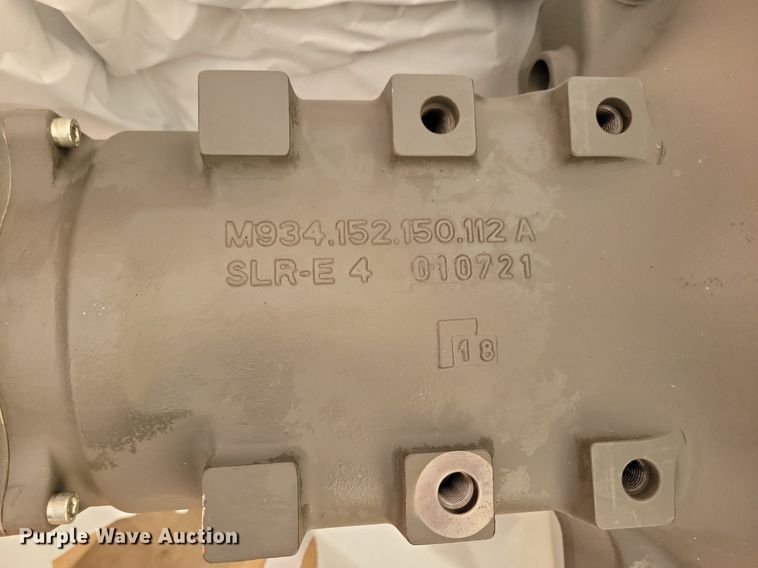 M934.152.150.112 A
SLR-E 4 010721
18
Purple Wave Auction